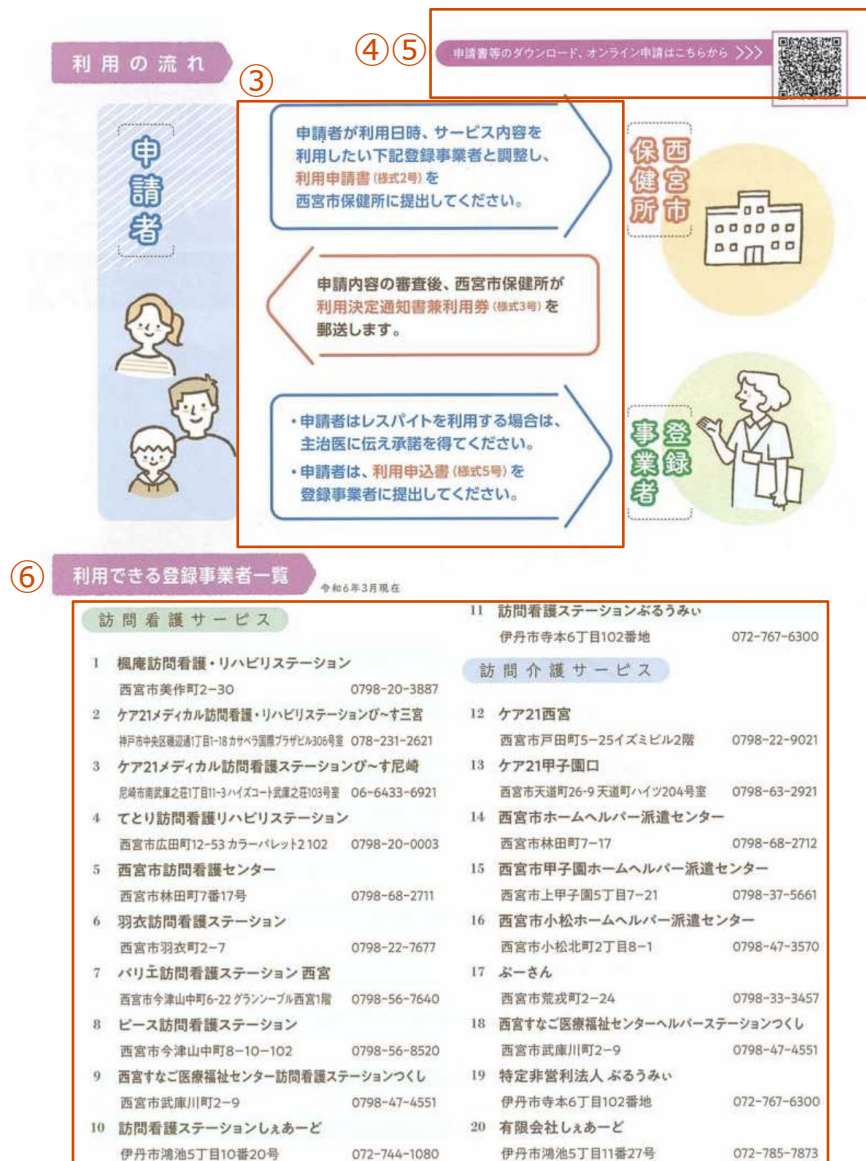 ④⑤
申請書等のダウンロード、オンライン申請はこちらから >>>
利用の流れ
③
申請者
申請者が利用日時、サービス内容を
利用したい下記登録事業者と調整し、
利用申請書(様式2号)を
西宮市保健所に提出してください。
西宮市
保健所
申請内容の審査後、西宮市保健所が
利用決定通知書兼利用券(様式3号)を
郵送します。
・申請者はレスパイトを利用する場合は、
主治医に伝え承諾を得てください。
・申請者は、利用申込書(様式5号)を
登録事業者に提出してください。
登録
事業者
⑥
利用できる登録事業者一覧
令和6年3月現在
訪問看護サービス
1 楓庵訪問看護・リハビリステーション
西宮市美作町2−30 0798-20-3887
2 ケア21メディカル訪問看護・リハビリステーションぴ〜す三宮
神戸市中央区磯辺通1丁目1-18 カサベラ国際プラザビル306号室 078-231-2621
3 ケア21メディカル訪問看護ステーションぴ〜す尼崎
尼崎市南武庫之荘1丁目11-3 ハイズコート武庫之荘103号室 06-6433-6921
4 てとり訪問看護リハビリステーション
西宮市広田町12-53 カラーパレット2 102 0798-20-0003
5 西宮市訪問看護センター
西宮市林田町7番17号 0798-68-2711
6 羽衣訪問看護ステーション
西宮市羽衣町2−7 0798-22-7677
7 バリエ訪問看護ステーション 西宮
西宮市今津山中町6-22 グランソーブル西宮1階 0798-56-7640
8 ピース訪問看護ステーション
西宮市今津山中町8−10−102 0798-56-8520
9 西宮すなご医療福祉センター訪問看護ステーションつくし
西宮市武庫川町2−9 0798-47-4551
10 訪問看護ステーションしぇあーど
伊丹市鴻池5丁目10番20号 072-744-1080
11 訪問看護ステーションぶるうみぃ
伊丹市寺本6丁目102番地 072-767-6300
訪問介護サービス
12 ケア21西宮
西宮市戸田町5−25イズミビル2階 0798-22-9021
13 ケア21甲子園口
西宮市天道町26-9 天道町ハイツ204号室 0798-63-2921
14 西宮市ホームヘルパー派遣センター
西宮市林田町7−17 0798-68-2712
15 西宮市甲子園ホームヘルパー派遣センター
西宮市上甲子園5丁目7−21 0798-37-5661
16 西宮市小松ホームヘルパー派遣センター
西宮市小松北町2丁目8−1 0798-47-3570
17 ぷーさん
西宮市荒戎町2−24 0798-33-3457
18 西宮すなご医療福祉センターヘルパーステーションつくし
西宮市武庫川町2−9 0798-47-4551
19 特定非営利法人 ぶるうみぃ
伊丹市寺本6丁目102番地 072-767-6300
20 有限会社しぇあーど
伊丹市鴻池5丁目11番27号 072-785-7873